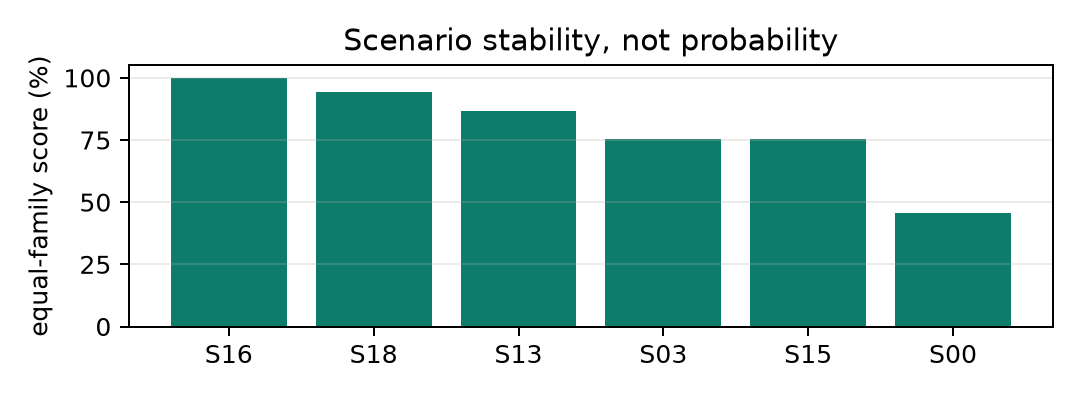 Scenario stability, not probability
equal-family score (%)
100
75
50
25
0
S16 S18 S13 S03 S15 S00